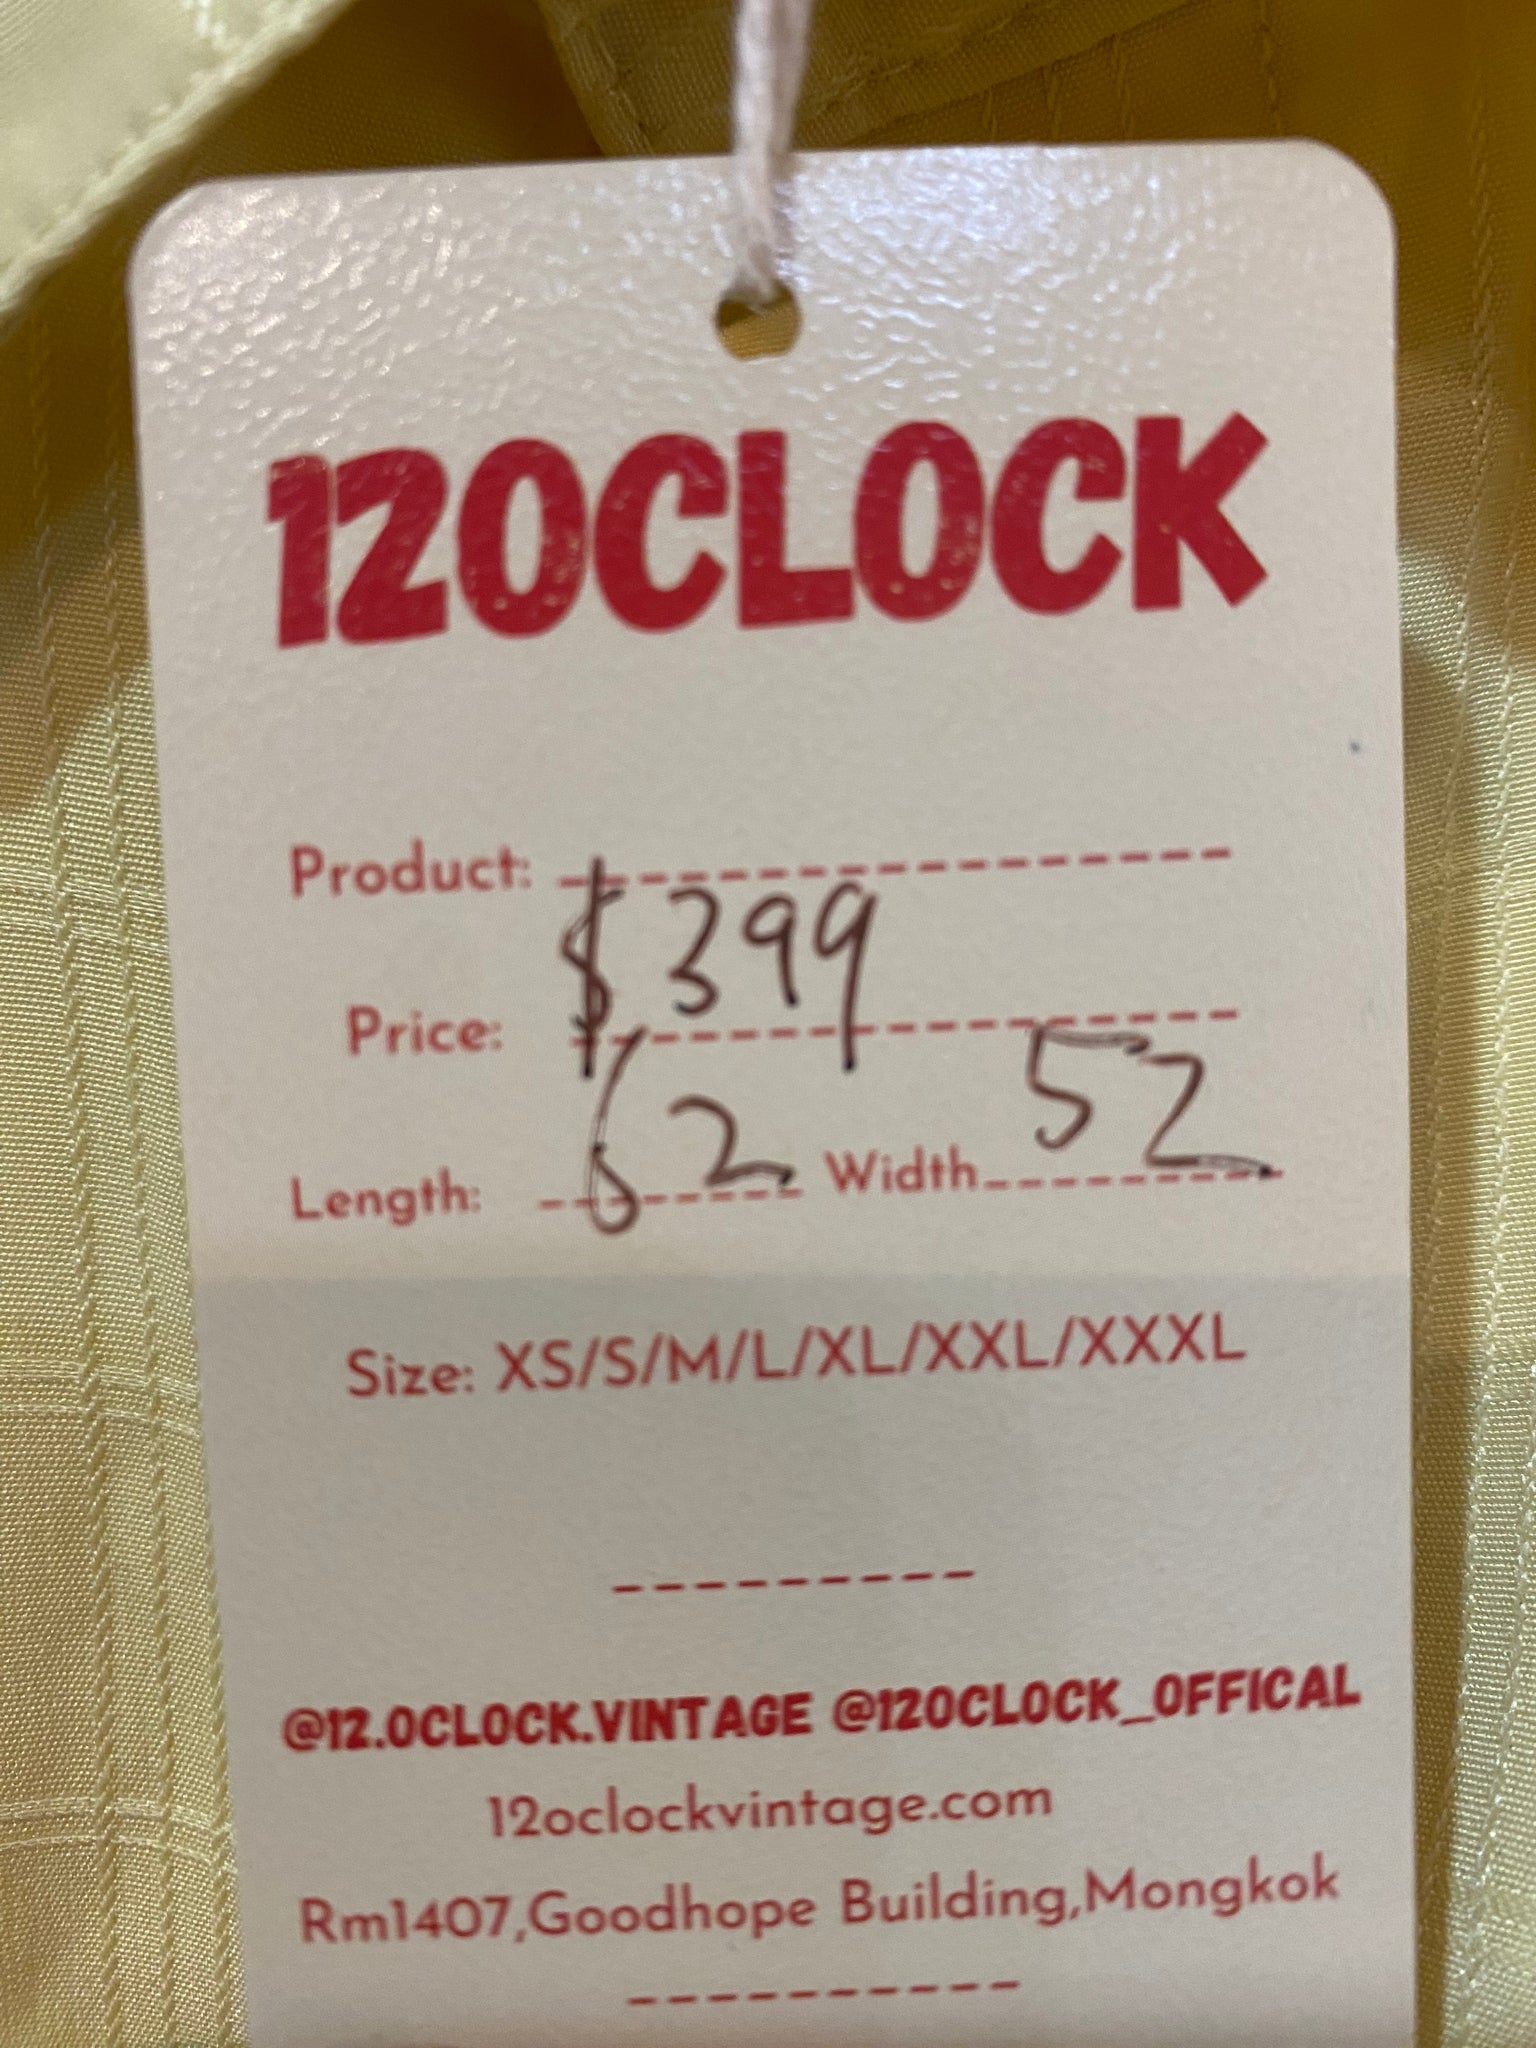 12OCLOCK
Product:
Price: $399
Length: 62 Width 52
Size: XS/S/M/L/XL/XXL/XXXL
@12.OCLOCK.VINTAGE @12OCLOCK_OFFICAL
12oclockvintage.com
Rm1407,Goodhope Building,Mongkok